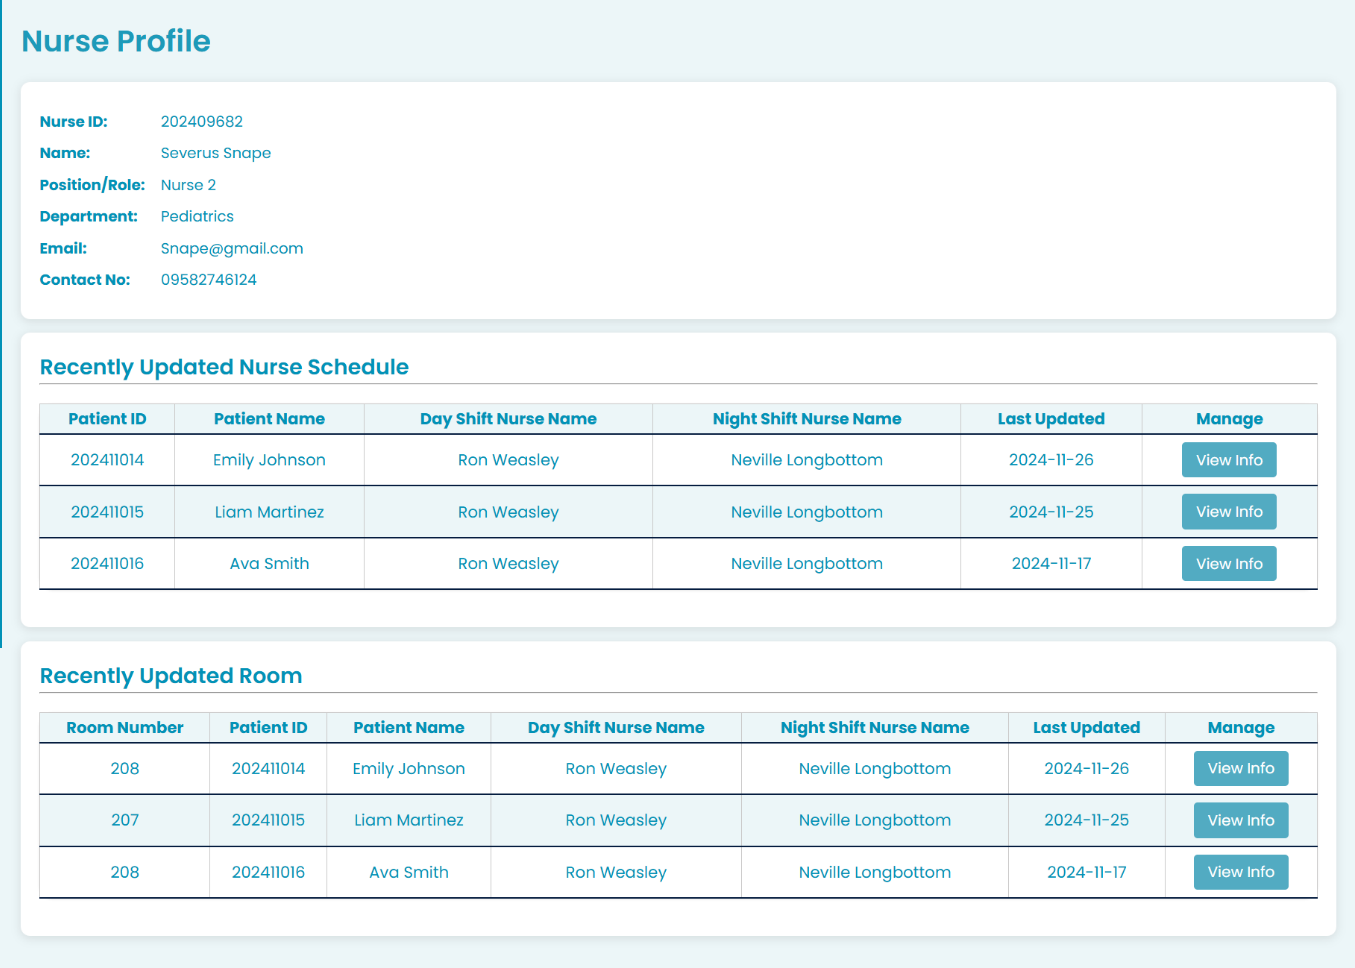 Nurse Profile
Nurse ID: 202409682
Name: Severus Snape
Position/Role: Nurse 2
Department: Pediatrics
Email: Snape@gmail.com
Contact No: 09582746124
Recently Updated Nurse Schedule
Patient ID Patient Name Day Shift Nurse Name Night Shift Nurse Name Last Updated Manage
202411014 Emily Johnson Ron Weasley Neville Longbottom 2024-11-26 View Info
202411015 Liam Martinez Ron Weasley Neville Longbottom 2024-11-25 View Info
202411016 Ava Smith Ron Weasley Neville Longbottom 2024-11-17 View Info
Recently Updated Room
Room Number Patient ID Patient Name Day Shift Nurse Name Night Shift Nurse Name Last Updated Manage
208 202411014 Emily Johnson Ron Weasley Neville Longbottom 2024-11-26 View Info
207 202411015 Liam Martinez Ron Weasley Neville Longbottom 2024-11-25 View Info
208 202411016 Ava Smith Ron Weasley Neville Longbottom 2024-11-17 View Info